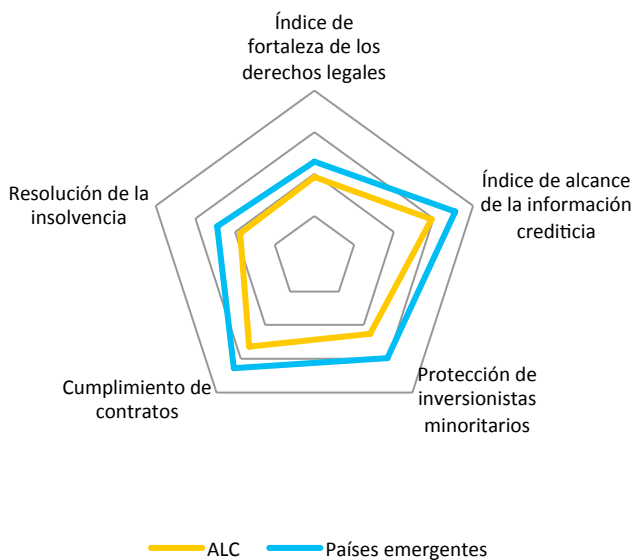 Índice de
fortaleza de los
derechos legales
Índice de alcance
de la información
crediticia
Protección de
inversionistas
minoritarios
Cumplimiento de
contratos
Resolución de la
insolvencia
ALC
Países emergentes